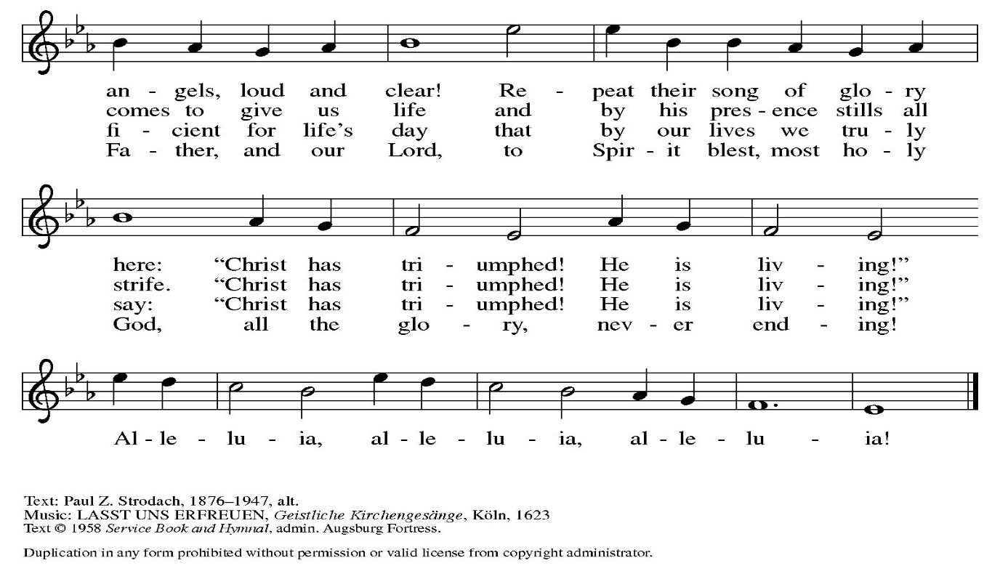 an - gels, loud and clear! Re - peat their song of glo - ry
comes to give us life and by his pres - ence stills all
fi - cient for life’s day that by our lives we tru - ly
Fa - ther, and our Lord, to Spir - it blest, most ho - ly
here: “Christ has tri - umphed! He is liv - ing!”
strife. “Christ has tri - umphed! He is liv - ing!”
say: “Christ has tri - umphed! He is liv - ing!”
God, all the glo - ry, nev - er end - ing!
Al - le - lu - ia, al - le - lu - ia, al - le - lu - ia!
Text: Paul Z. Strodach, 1876–1947, alt.
Music: LASST UNS ERFREUEN, Geistliche Kirchengesänge, Köln, 1623
Text © 1958 Service Book and Hymnal, admin. Augsburg Fortress.
Duplication in any form prohibited without permission or valid license from copyright administrator.